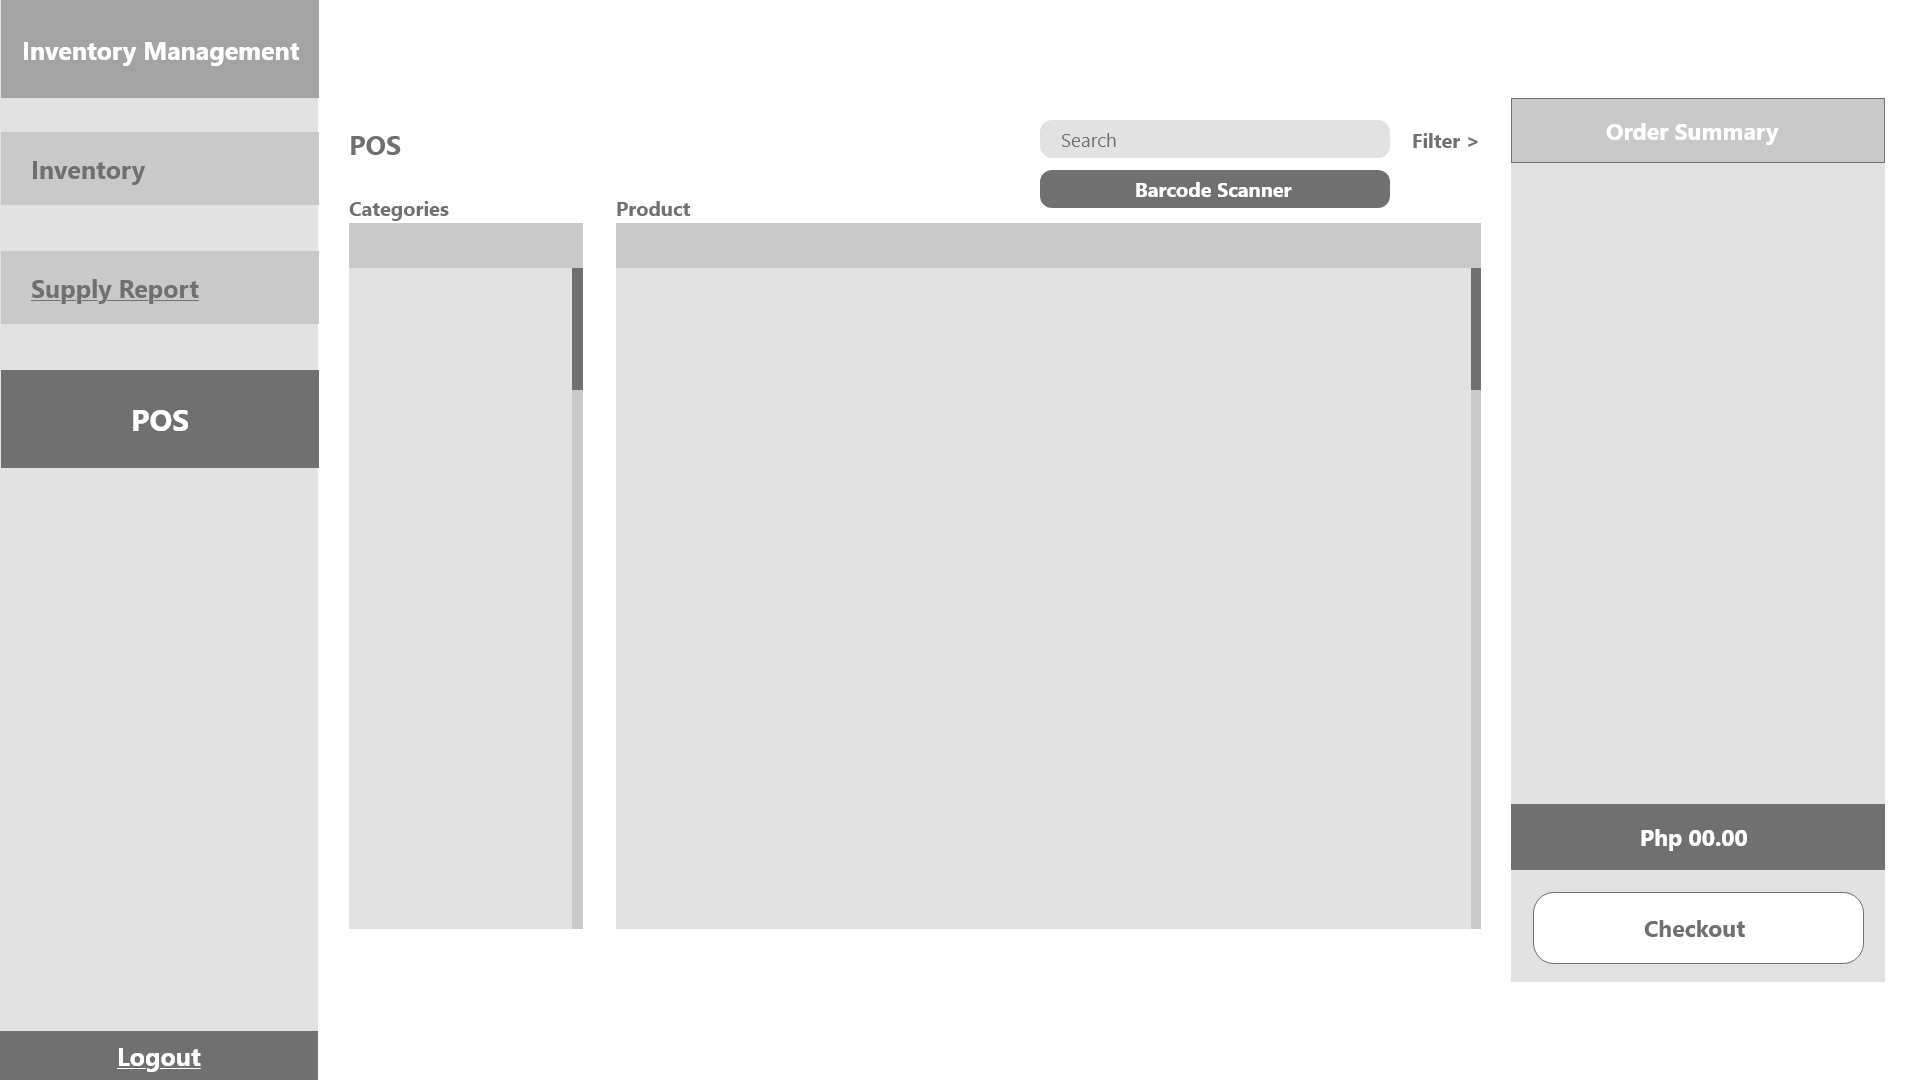 Inventory Management
Inventory
Supply Report
POS
Logout
POS
Search
Filter >
Barcode Scanner
Categories
Product
Order Summary
Php 00.00
Checkout